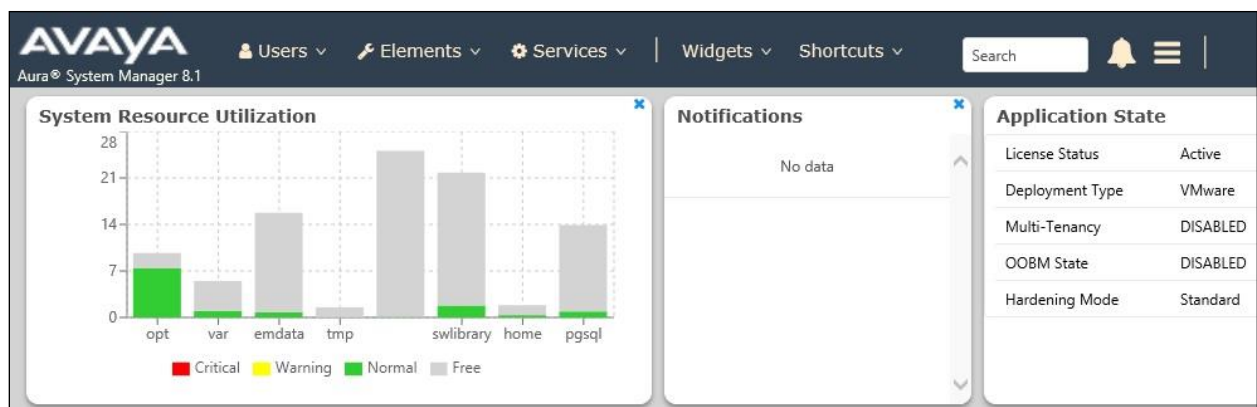 AVAYA
Aura® System Manager 8.1
Users Elements Services Widgets Shortcuts Search
System Resource Utilization
28
21
14
7
0
opt var emdata tmp swlibrary home pgsql
Critical Warning Normal Free
Notifications
No data
Application State
License Status Active
Deployment Type VMware
Multi-Tenancy DISABLED
OOBM State DISABLED
Hardening Mode Standard